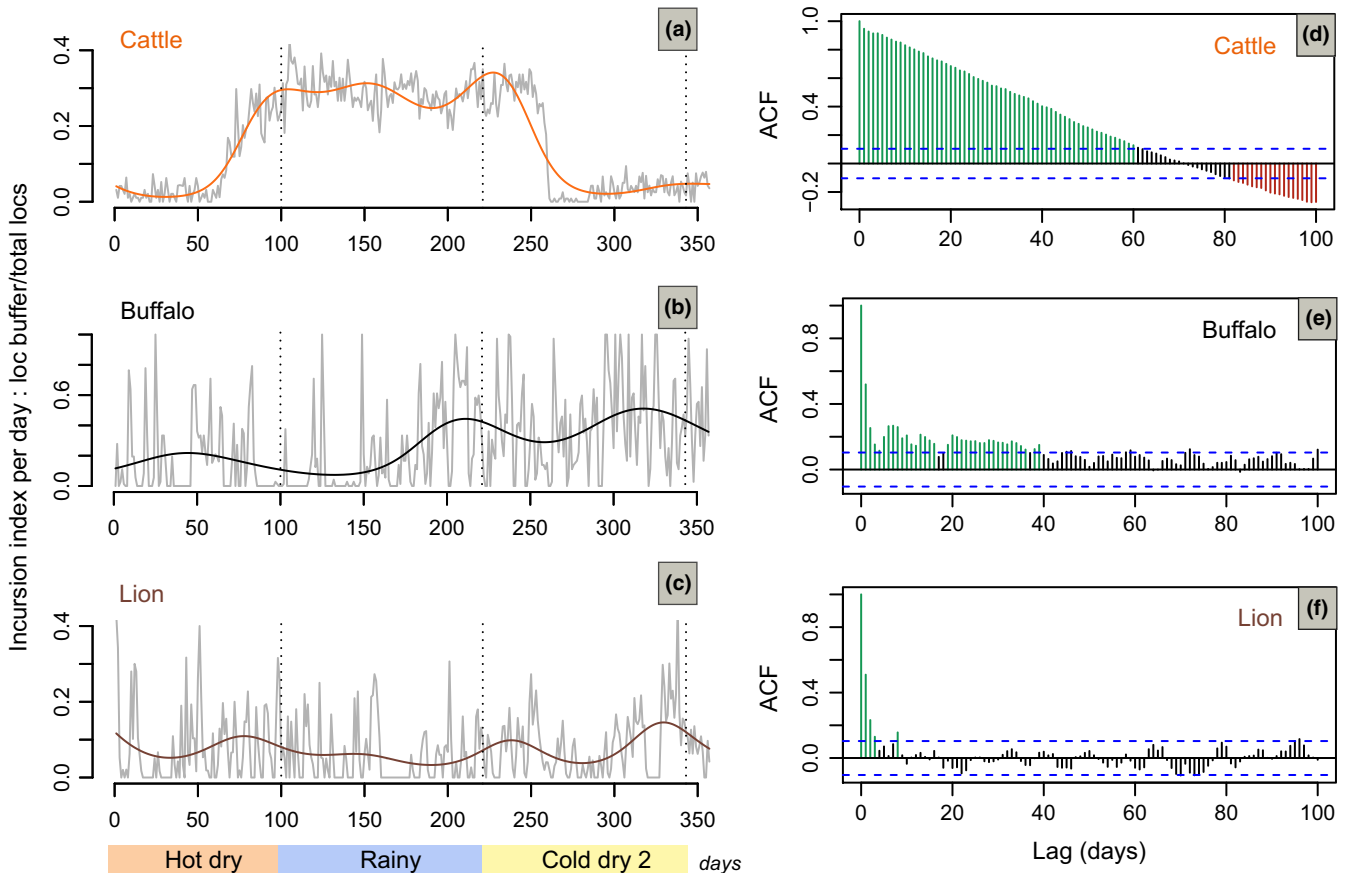 Incursion index per day : loc buffer/total locs
Cattle
(a)
0.4
0.2
0.0
0 50 100 150 200 250 300 350
Buffalo
(b)
0.6
0.0
0 50 100 150 200 250 300 350
Lion
(c)
0.4
0.2
0.0
0 50 100 150 200 250 300 350
Hot dry Rainy Cold dry 2 days
Cattle
(d)
ACF
1.0
0.4
−0.2
0 20 40 60 80 100
Buffalo
(e)
ACF
0.8
0.4
0.0
0 20 40 60 80 100
Lion
(f)
ACF
0.8
0.4
0.0
0 20 40 60 80 100
Lag (days)